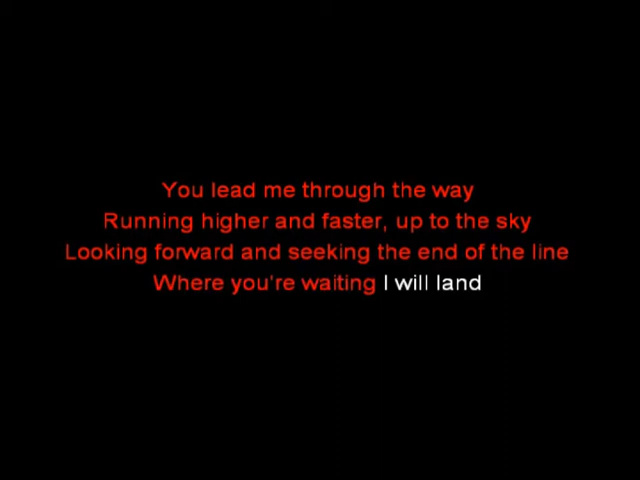 You lead me through the way
Running higher and faster, up to the sky
Looking forward and seeking the end of the line
Where you're waiting I will land